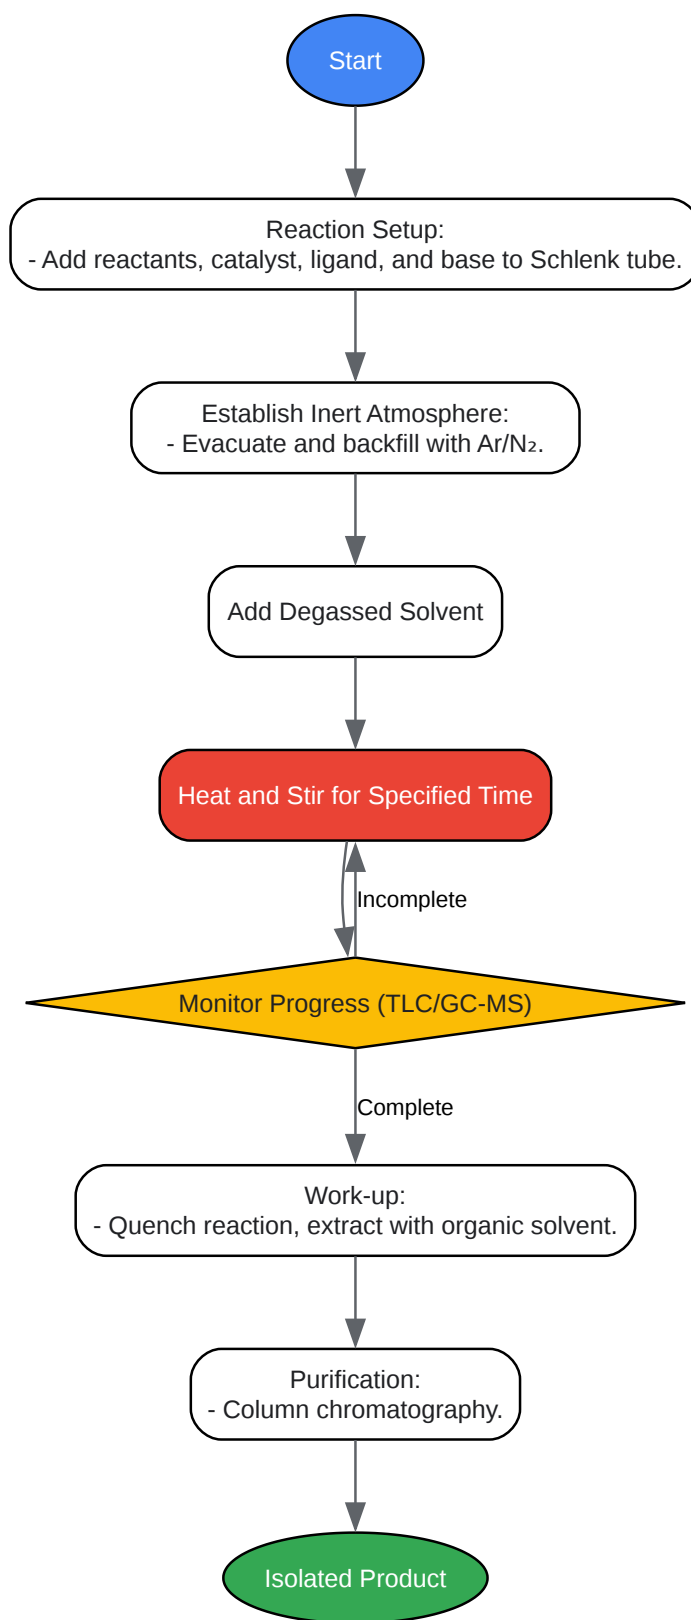 Start
Reaction Setup:
- Add reactants, catalyst, ligand, and base to Schlenk tube.
Establish Inert Atmosphere:
- Evacuate and backfill with Ar/N₂.
Add Degassed Solvent
Heat and Stir for Specified Time
Incomplete
Monitor Progress (TLC/GC-MS)
Complete
Work-up:
- Quench reaction, extract with organic solvent.
Purification:
- Column chromatography.
Isolated Product